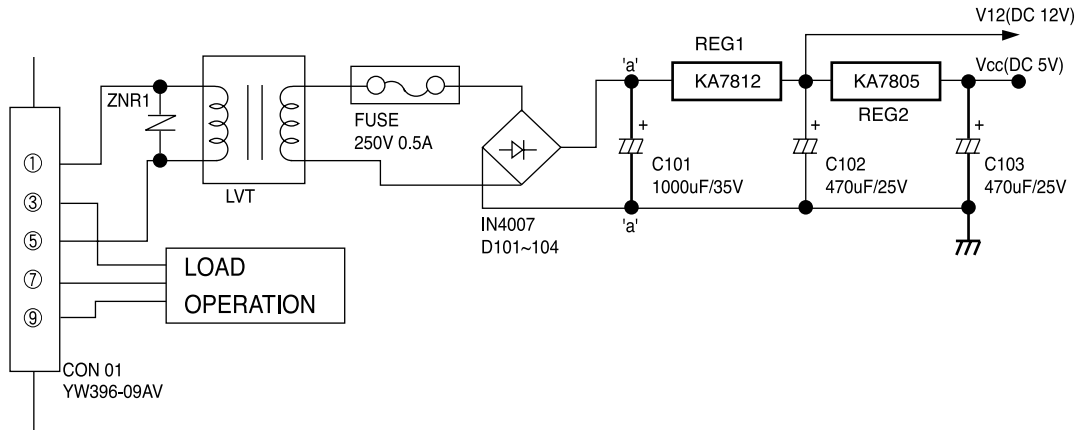 V12(DC 12V)
REG1
'a'
KA7812
KA7805
Vcc(DC 5V)
REG2
ZNR1
FUSE
250V 0.5A
LVT
+
C101
1000uF/35V
+
C102
470uF/25V
+
C103
470uF/25V
'a'
IN4007
D101~104
①
③
⑤
⑦
⑨
LOAD
OPERATION
CON 01
YW396-09AV